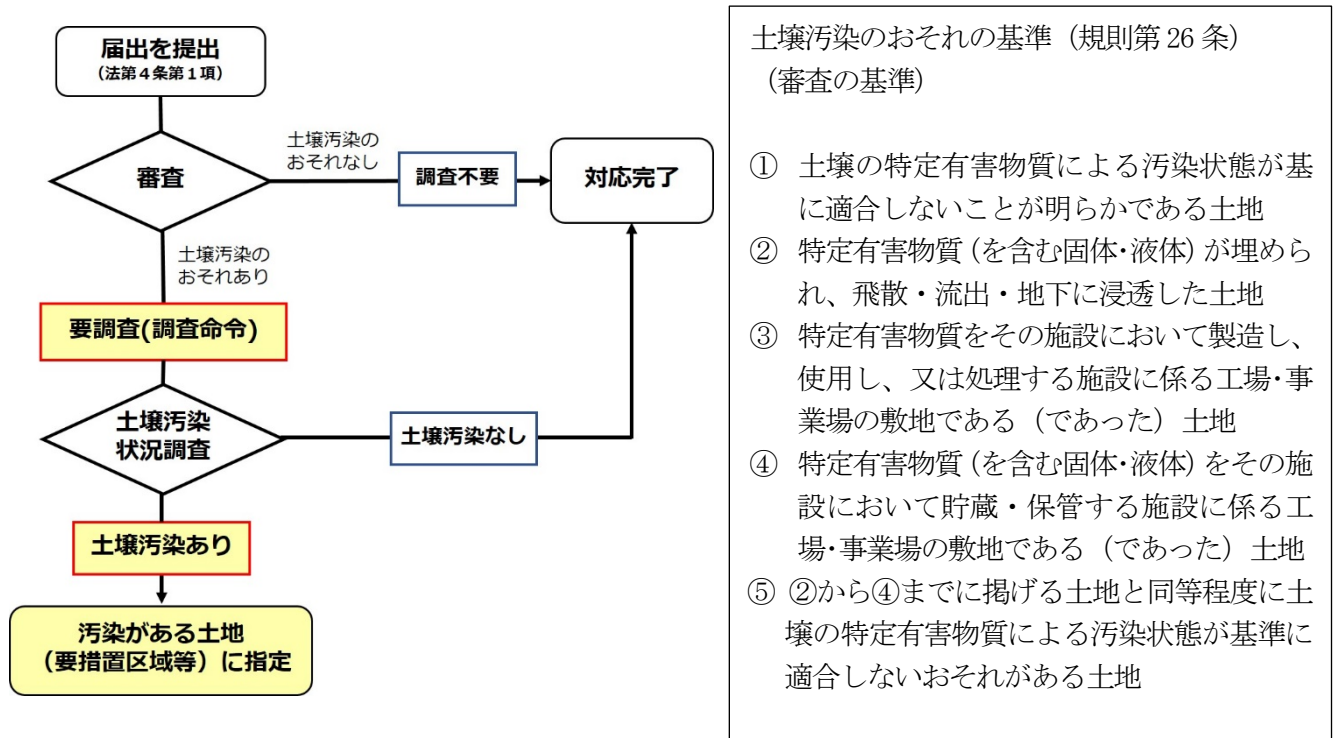 届出を提出
(法第4条第1項)
審査
土壌汚染の
おそれなし
調査不要
対応完了
土壌汚染の
おそれあり
要調査(調査命令)
土壌汚染
状況調査
土壌汚染なし
土壌汚染あり
汚染がある土地
(要措置区域等)に指定
土壌汚染のおそれの基準（規則第26条）
（審査の基準）
① 土壌の特定有害物質による汚染状態が基
に適合しないことが明らかである土地
② 特定有害物質（を含む固体・液体）が埋めら
れ、飛散・流出・地下に浸透した土地
③ 特定有害物質をその施設において製造し、
使用し、又は処理する施設に係る工場・事
業場の敷地である（であった）土地
④ 特定有害物質（を含む固体・液体）をその施
設において貯蔵・保管する施設に係る工
場・事業場の敷地である（であった）土地
⑤ ②から④までに掲げる土地と同等程度に土
壌の特定有害物質による汚染状態が基準に
適合しないおそれがある土地